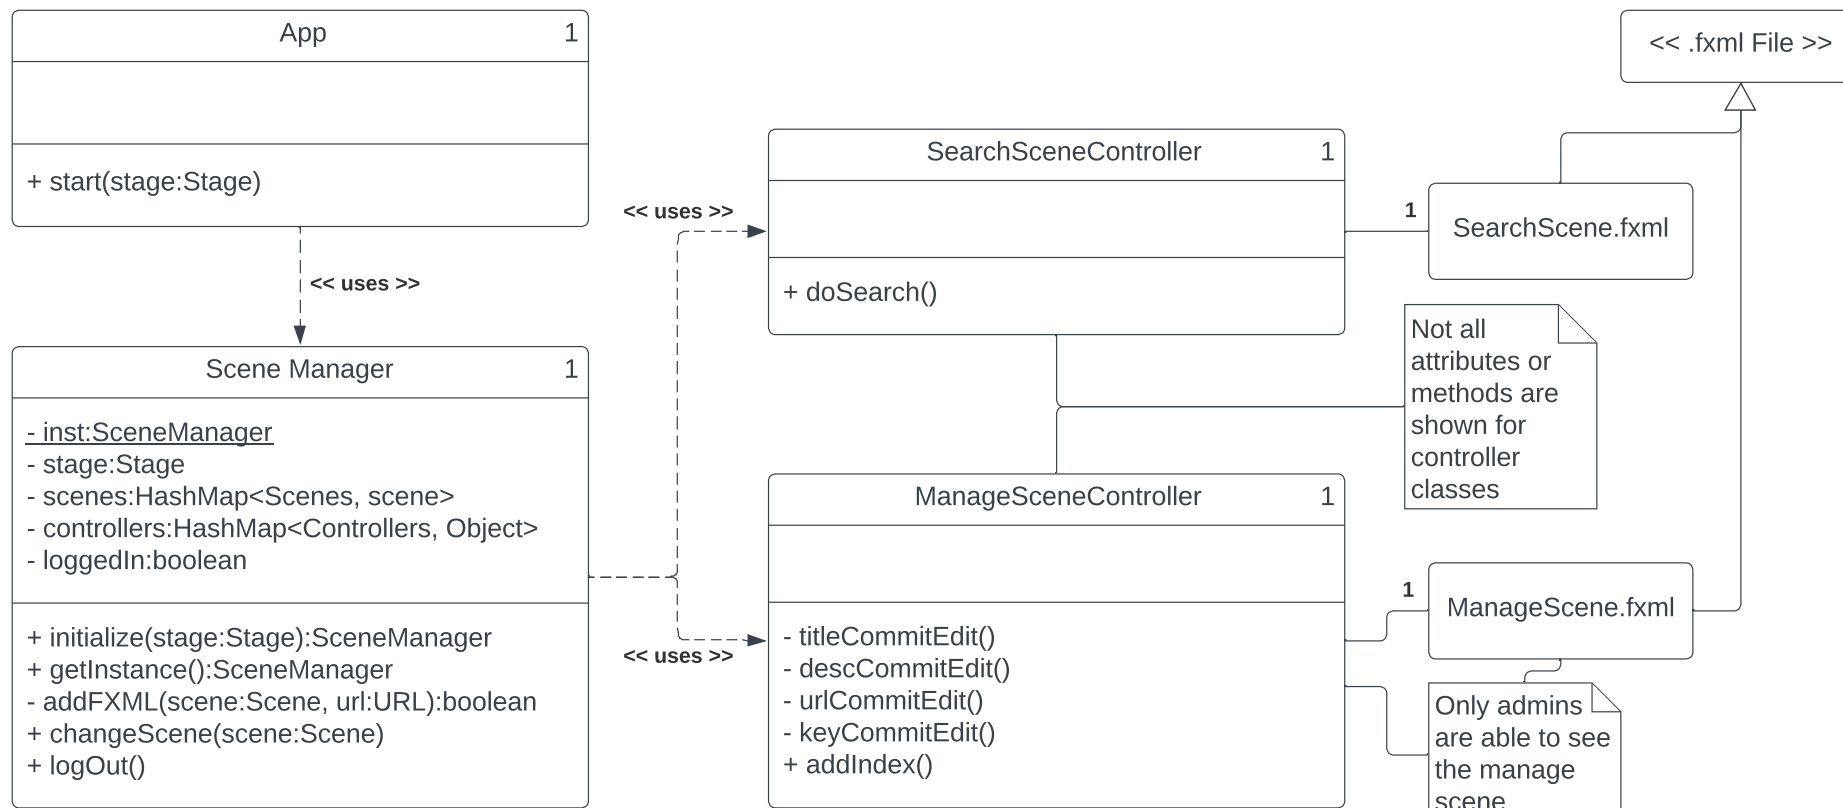 App 1
+ start(stage:Stage)
<< uses >>
Scene Manager 1
- inst:SceneManager
- stage:Stage
- scenes:HashMap<Scenes, scene>
- controllers:HashMap<Controllers, Object>
- loggedIn:boolean
+ initialize(stage:Stage):SceneManager
+ getInstance():SceneManager
- addFXML(scene:Scene, url:URL):boolean
+ changeScene(scene:Scene)
+ logOut()
<< uses >>
<< uses >>
SearchSceneController 1
+ doSearch()
ManageSceneController 1
- titleCommitEdit()
- descCommitEdit()
- urlCommitEdit()
- keyCommitEdit()
+ addIndex()
<< .fxml File >>
1
SearchScene.fxml
Not all
attributes or
methods are
shown for
controller
classes
1
ManageScene.fxml
Only admins
are able to see
the manage
scene